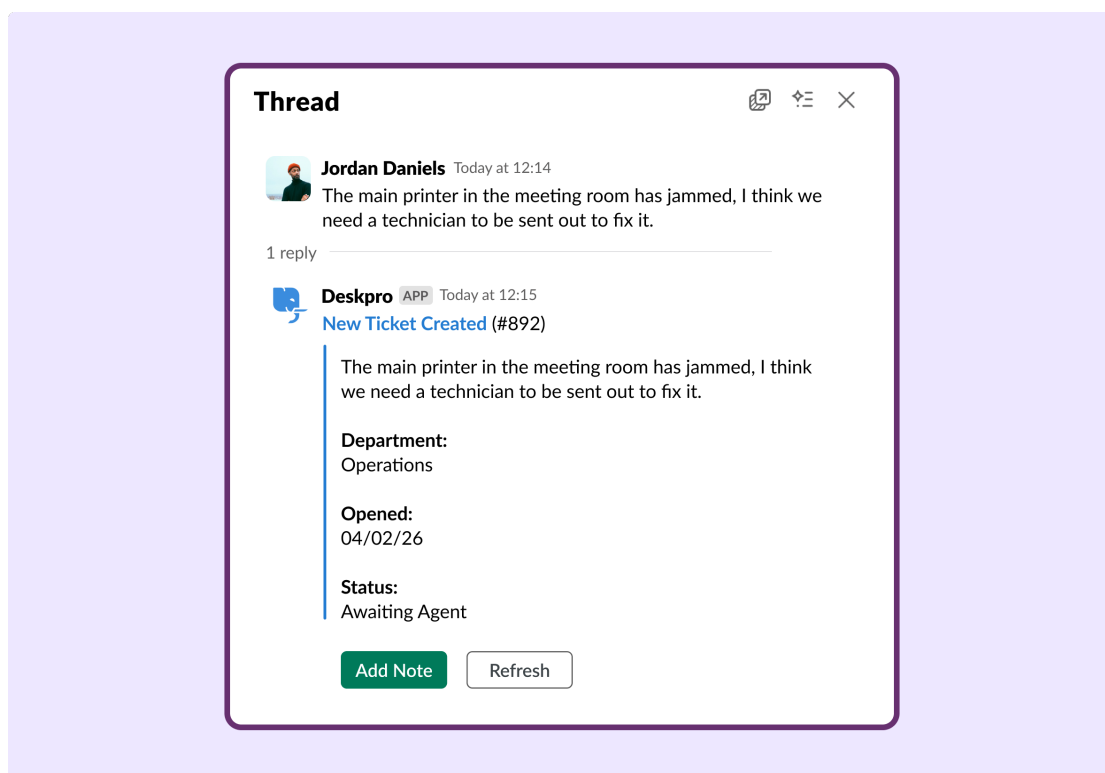 Thread
Jordan Daniels Today at 12:14
The main printer in the meeting room has jammed, I think we
need a technician to be sent out to fix it.
1 reply
Deskpro APP Today at 12:15
New Ticket Created (#892)
The main printer in the meeting room has jammed, I think
we need a technician to be sent out to fix it.
Department:
Operations
Opened:
04/02/26
Status:
Awaiting Agent
Add Note Refresh